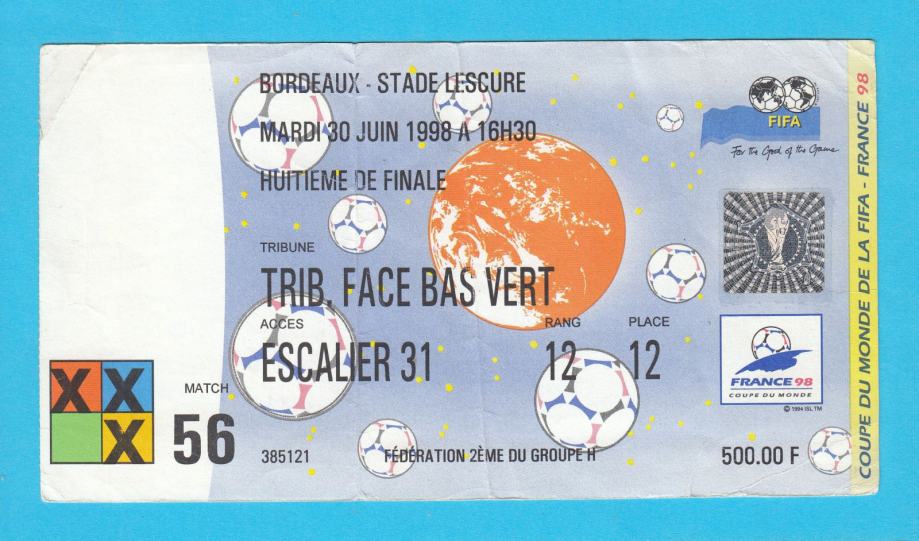 BORDEAUX - STADE LESCURE
MARDI 30 JUIN 1998 A 16H30
HUITIEME DE FINALE
FIFA
For the Good of the Game
TRIBUNE
TRIB. FACE BAS VERT
ACCES
RANG
PLACE
ESCALIER 31
12
12
FRANCE 98
COUPE DU MONDE
© 1994 ISL TM
X X
X
MATCH
56
385121
FÉDÉRATION 2ÈME DU GROUPE H
500.00 F
COUPE DU MONDE DE LA FIFA - FRANCE 98